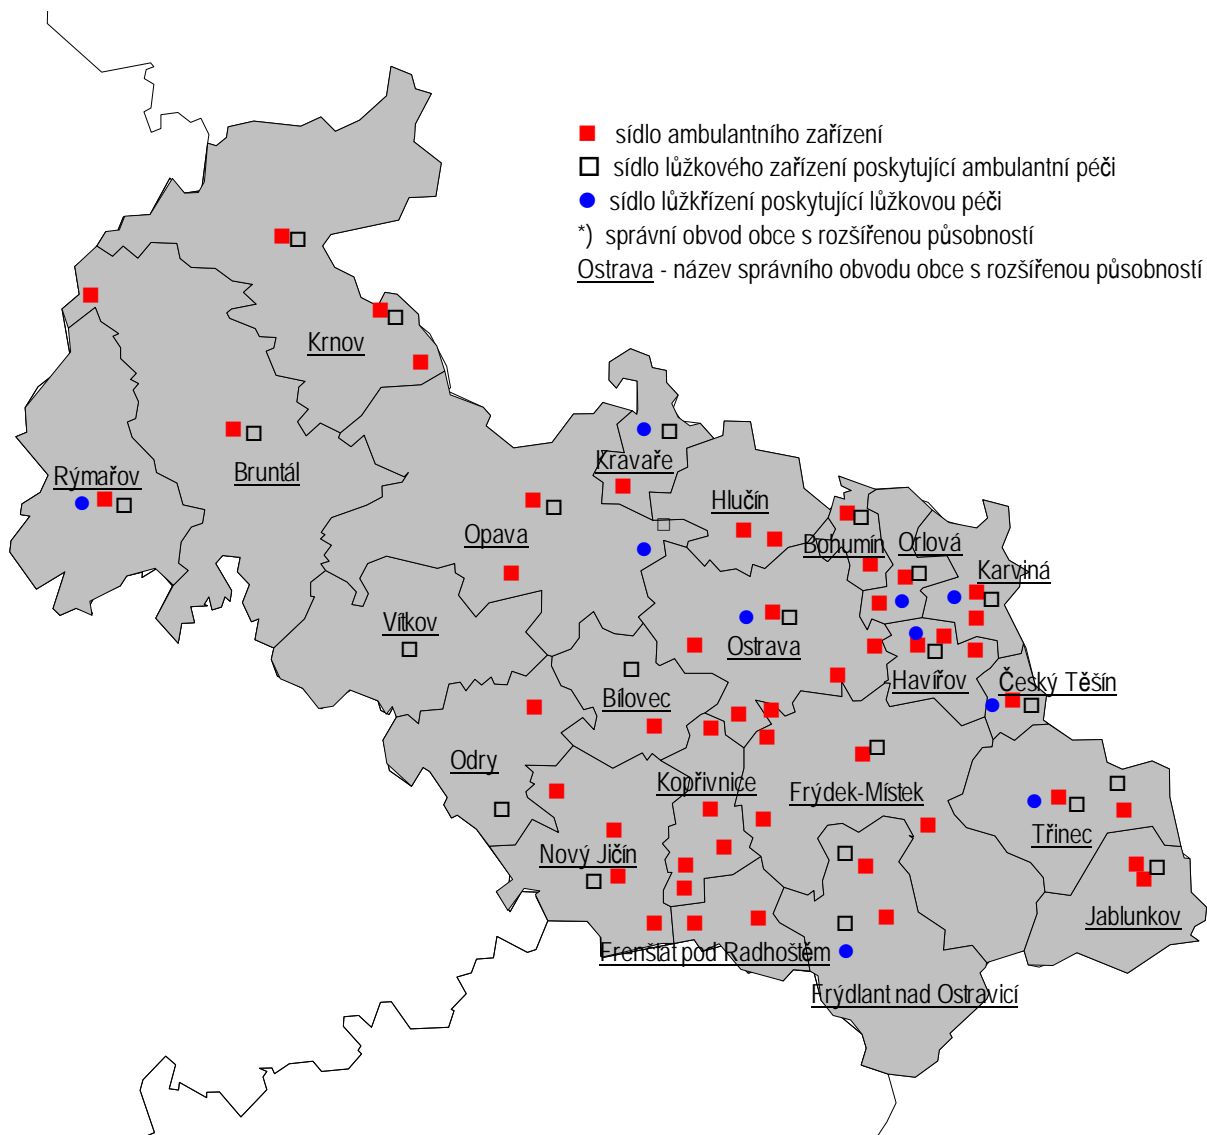 sídlo ambulantního zařízení
sídlo lůžkového zařízení poskytující ambulantní péči
sídlo lůžkřízení poskytující lůžkovou péči
*) správní obvod obce s rozšířenou působností
Ostrava - název správního obvodu obce s rozšířenou působností
Krnov
Kravaře
Rýmařov
Bruntál
Hlučín
Opava
Bohumín
Orlová
Karviná
Vítkov
Ostrava
Havířov
Český Těšín
Bílovec
Odry
Kopřivnice
Frýdek-Místek
Třinec
Nový Jičín
Jablunkov
Frenštát pod Radhoštěm
Frýdlant nad Ostravicí